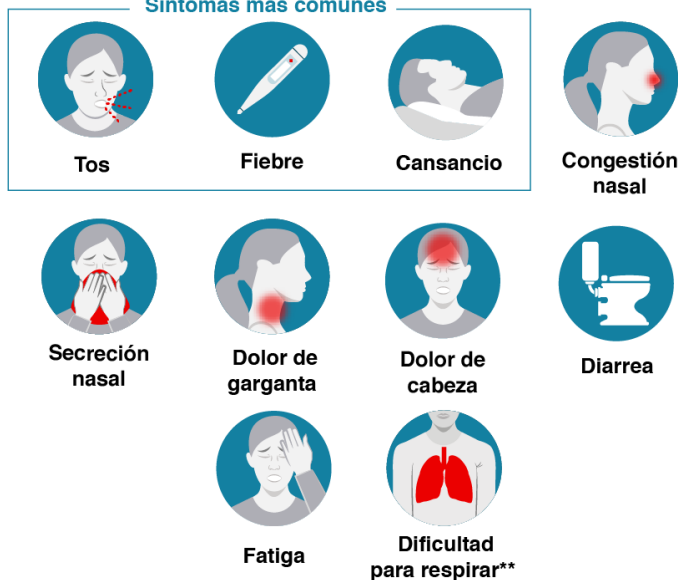 Síntomas más comunes
Tos
Fiebre
Cansancio
Congestión
nasal
Secreción
nasal
Dolor de
garganta
Dolor de
cabeza
Diarrea
Fatiga
Dificultad
para respirar**